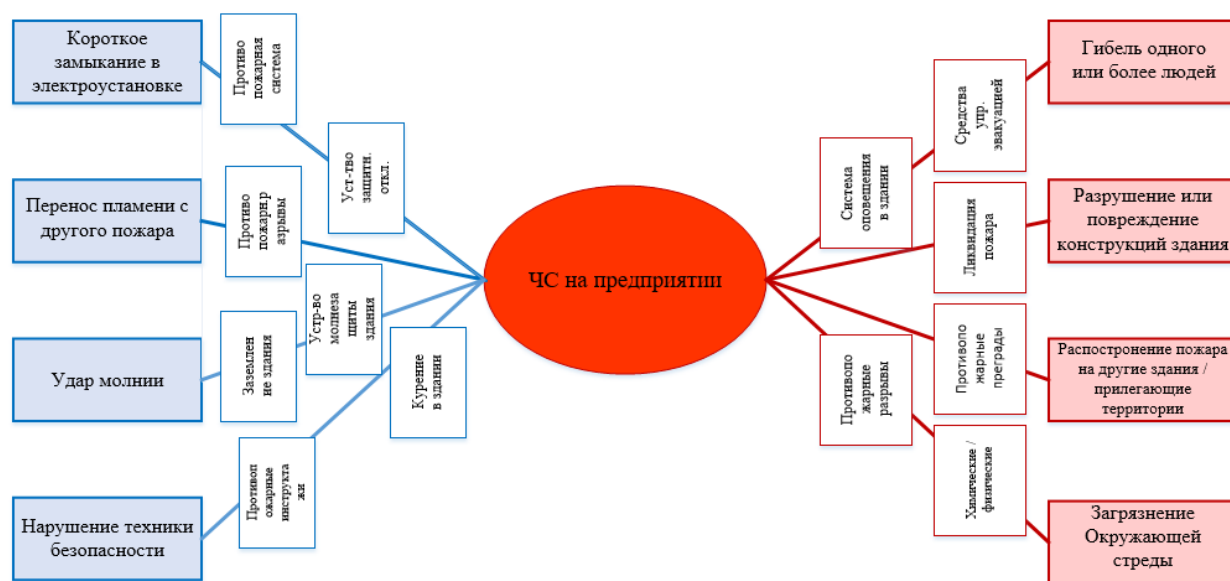 Короткое
замыкание в
электроустановке
Перенос пламени с
другого пожара
Удар молнии
Нарушение техники
безопасности
Противо
пожарная
система
Уст-тво
защитн.
откл.
Противо
пожарн.р
азрывы
Устр-во
молнеза
щиты
здания
Заземлен
ие здания
Курение
в здании
Противоп
ожарные
инструкта
жи
ЧС на предприятии
Система
оповещения
в здании
Средства
упр.
эвакуацией
Ликвидация
пожара
Противопо
жарные
преграды
Противопо
жарные
разрывы
Химические /
физические
Гибель одного
или более людей
Разрушение или
повреждение
конструкций здания
Распостронение пожара
на другие здания /
прилегающие
территории
Загрязнение
Окружающей
стреды